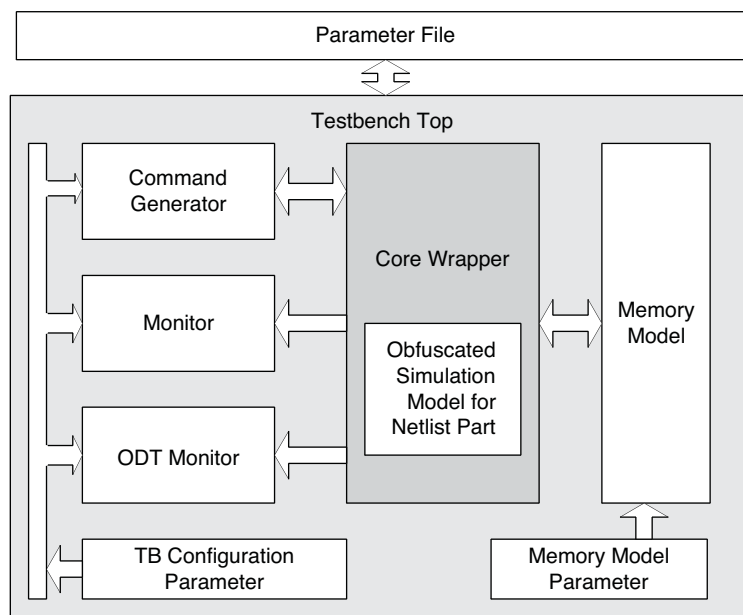 Parameter File
Testbench Top
Command
Generator
Core Wrapper
Monitor
Memory
Model
Obfuscated
Simulation
Model for
Netlist Part
ODT Monitor
TB Configuration
Parameter
Memory Model
Parameter